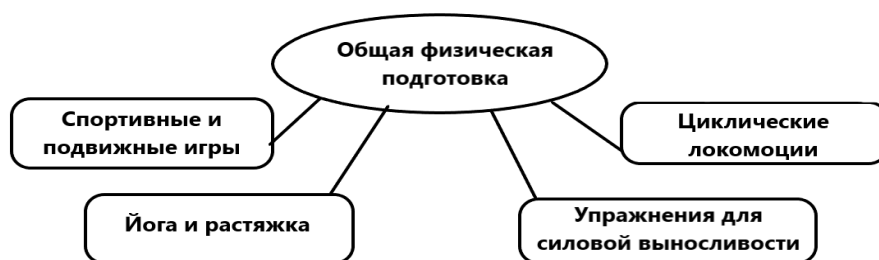 Общая физическая
подготовка
Спортивные и
подвижные игры
Циклические
локомоции
Йога и растяжка
Упражнения для
силовой выносливости